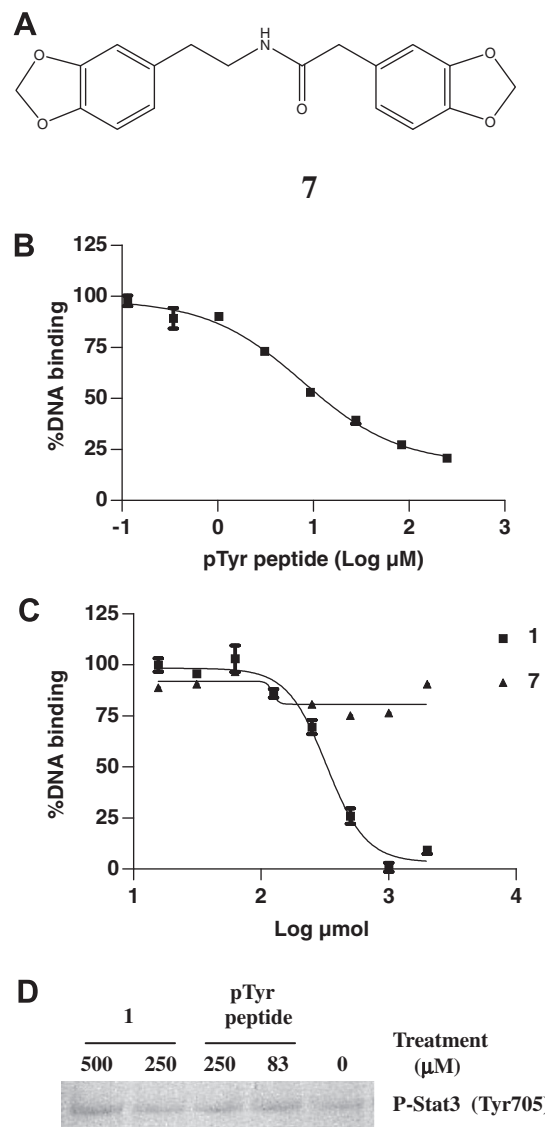 A
O
O
H
N
O
O
O
7
B
125
100
75
50
25
0
%DNA binding
-1 0 1 2 3
pTyr peptide (Log µM)
C
125
100
75
50
25
0
%DNA binding
1
7
1 2 3 4
Log µmol
D
1
pTyr
peptide
Treatment
(µM)
500 250 250 83 0
P-Stat3 (Tyr705)